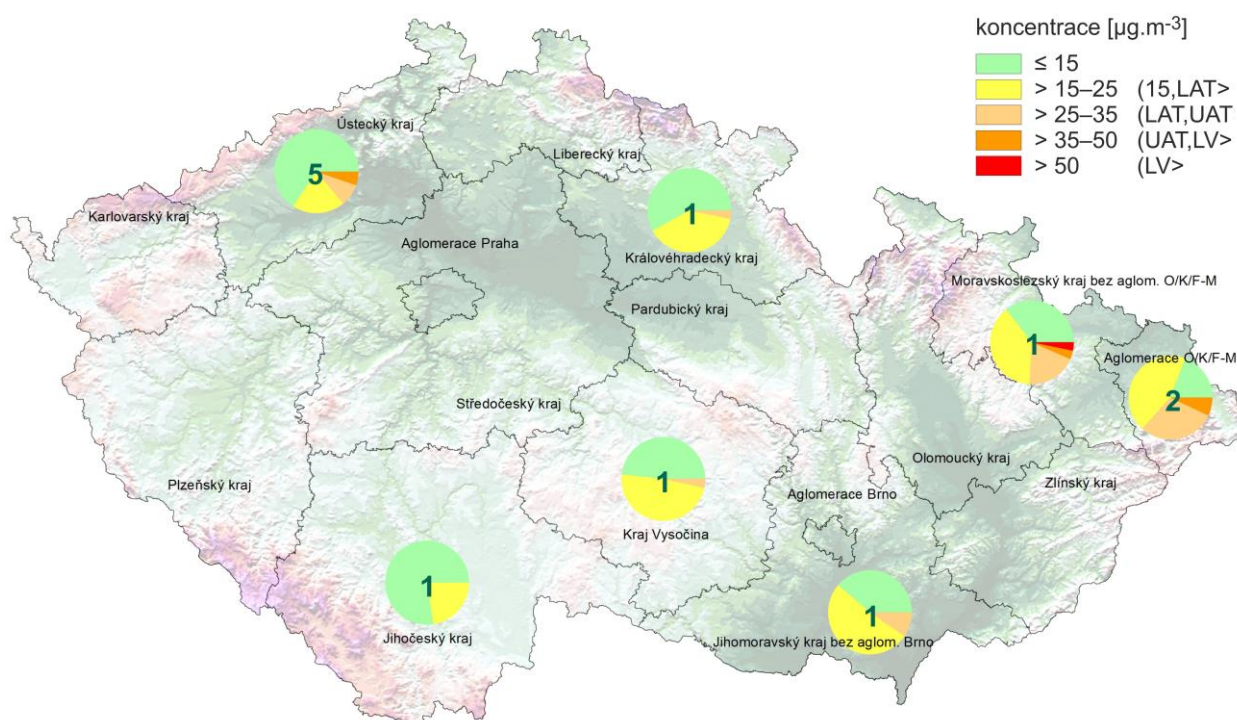 koncentrace [µg.m⁻³]
≤ 15
> 15–25 (15,LAT>
> 25–35 (LAT,UAT
> 35–50 (UAT,LV>
> 50 (LV>
Ústecký kraj
5
Liberecký kraj
Karlovarský kraj
1
Aglomerace Praha
Královéhradecký kraj
Moravskoslezský kraj bez aglom. O/K/F-M
Pardubický kraj
1
Aglomerace O/K/F-M
2
Středočeský kraj
Olomoucký kraj
Plzeňský kraj
1
Aglomerace Brno
Zlínský kraj
Kraj Vysočina
1
1
Jihočeský kraj
Jihomoravský kraj bez aglom. Brno